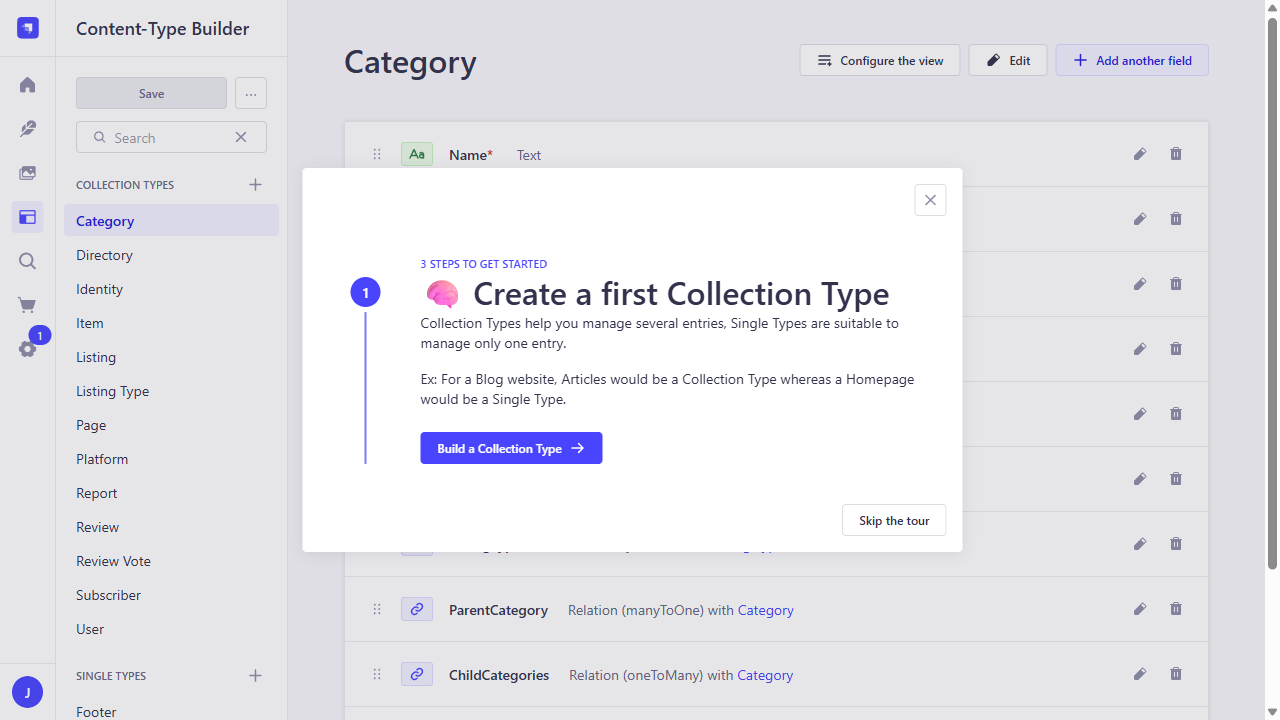 Content-Type Builder
Save
...
Search
COLLECTION TYPES
Category
Directory
Identity
Item
Listing
Listing Type
Page
Platform
Report
Review
Review Vote
Subscriber
User
SINGLE TYPES
Footer
1
J
Category
Configure the view
Edit
Add another field
Aa
Name*
Text
3 STEPS TO GET STARTED
1
Create a first Collection Type
Collection Types help you manage several entries, Single Types are suitable to
manage only one entry.
Ex: For a Blog website, Articles would be a Collection Type whereas a Homepage
would be a Single Type.
Build a Collection Type
Skip the tour
ParentCategory
Relation (manyToOne) with Category
ChildCategories
Relation (oneToMany) with Category